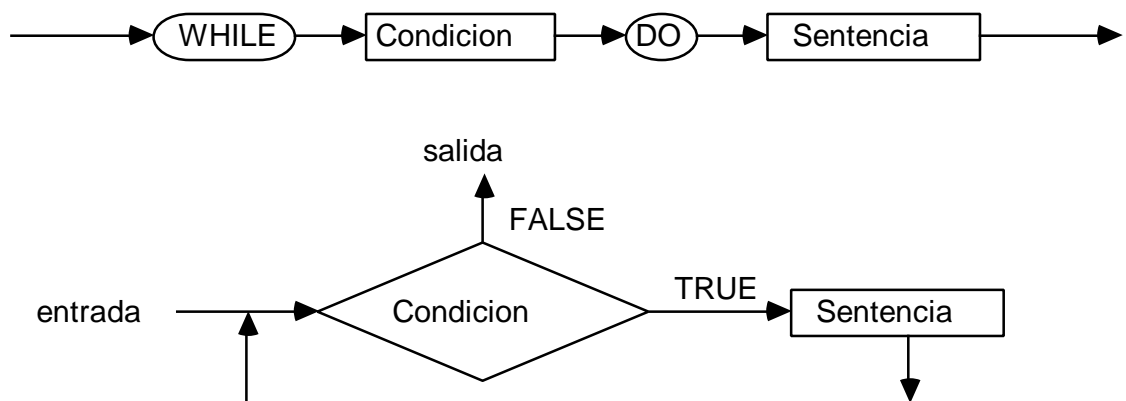 WHILE Condicion DO Sentencia
salida
FALSE
TRUE
entrada Condicion Sentencia